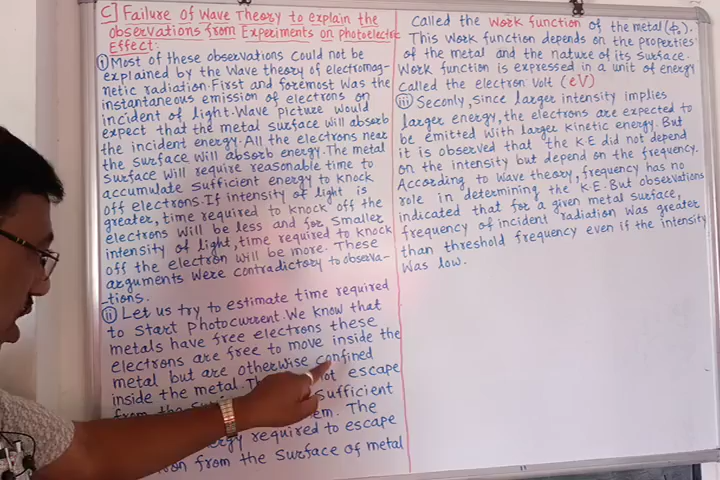 C] Failure of Wave Theory to explain the
observations from Experiments on photoelectric
Effect:
(i) Most of these observations could not be
explained by the wave theory of electromag-
netic radiation. First and foremost was the
instantaneous emission of electrons on
incident of light. Wave picture would
expect that the metal surface will absorb
the incident energy. All the electrons near
the surface will absorb energy. The metal
surface will require reasonable time to
accumulate sufficient energy to knock
off electrons. If intensity of light is
greater, time required to knock off the
electrons will be less and for smaller
intensity of light, time required to knock
off the electron will be more. These
arguments were contradictory to observa-
-tions.
(ii) Let us try to estimate time required
to start photocurrent. We know that
metals have free electrons these
electrons are free to move inside the
metal but are otherwise confined
inside the metal. escape
from the sufficient
The
required to escape
from the surface of metal
called the work function of the metal (ϕ₀).
This work function depends on the properties
of the metal and the nature of its surface.
Work function is expressed in a unit of energy
called the electron volt (eV)
(iii) Seconly, since larger intensity implies
larger energy, the electrons are expected to
be emitted with larger kinetic energy. But
it is observed that the K.E did not depend
on the intensity but depend on the frequency.
According to wave theory, frequency has no
role in determining the K.E. But observations
indicated that for a given metal surface,
frequency of incident radiation was greater
than threshold frequency even if the intensity
was low.